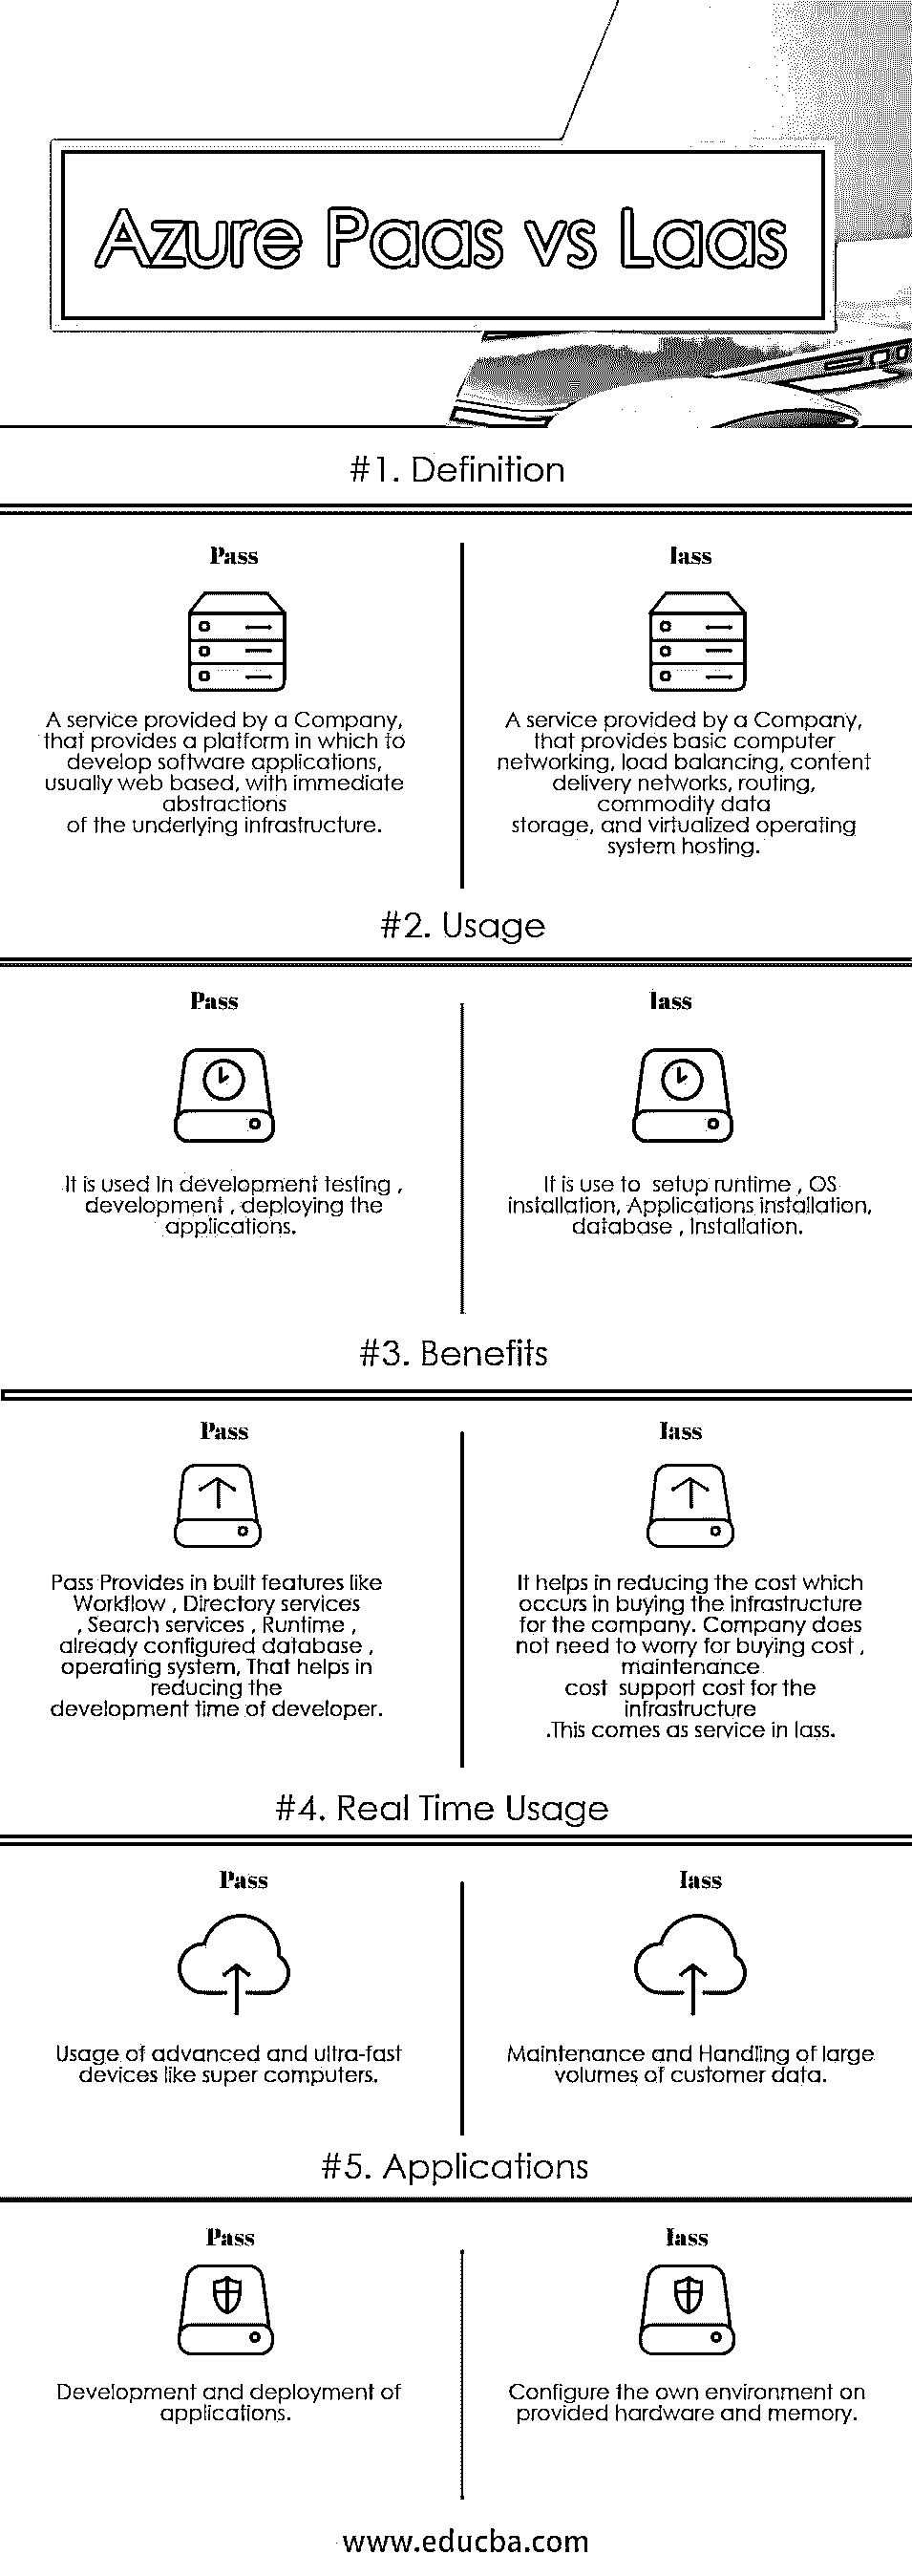 Azure Paas vs Laas
#1. Definition
Pass
A service provided by a Company,
that provides a platform in which to
develop software applications,
usually web based, with immediate
abstractions
of the underlying infrastructure.
Iass
A service provided by a Company,
that provides basic computer
networking, load balancing, content
delivery networks, routing,
commodity data
storage, and virtualized operating
system hosting.
#2. Usage
Pass
It is used In development testing ,
development , deploying the
applications.
Iass
It is use to setup runtime , OS
installation, Applications installation,
database , Installation.
#3. Benefits
Pass
Pass Provides in built features like
Workflow , Directory services
, Search services , Runtime ,
already configured database ,
operating system, That helps in
reducing the
development time of developer.
Iass
It helps in reducing the cost which
occurs in buying the infrastructure
for the company. Company does
not need to worry for buying cost ,
maintenance
cost support cost for the
infrastructure
.This comes as service in Iass.
#4. Real Time Usage
Pass
Usage of advanced and ultra-fast
devices like super computers.
Iass
Maintenance and Handling of large
volumes of customer data.
#5. Applications
Pass
Development and deployment of
applications.
Iass
Configure the own environment on
provided hardware and memory.
www.educba.com